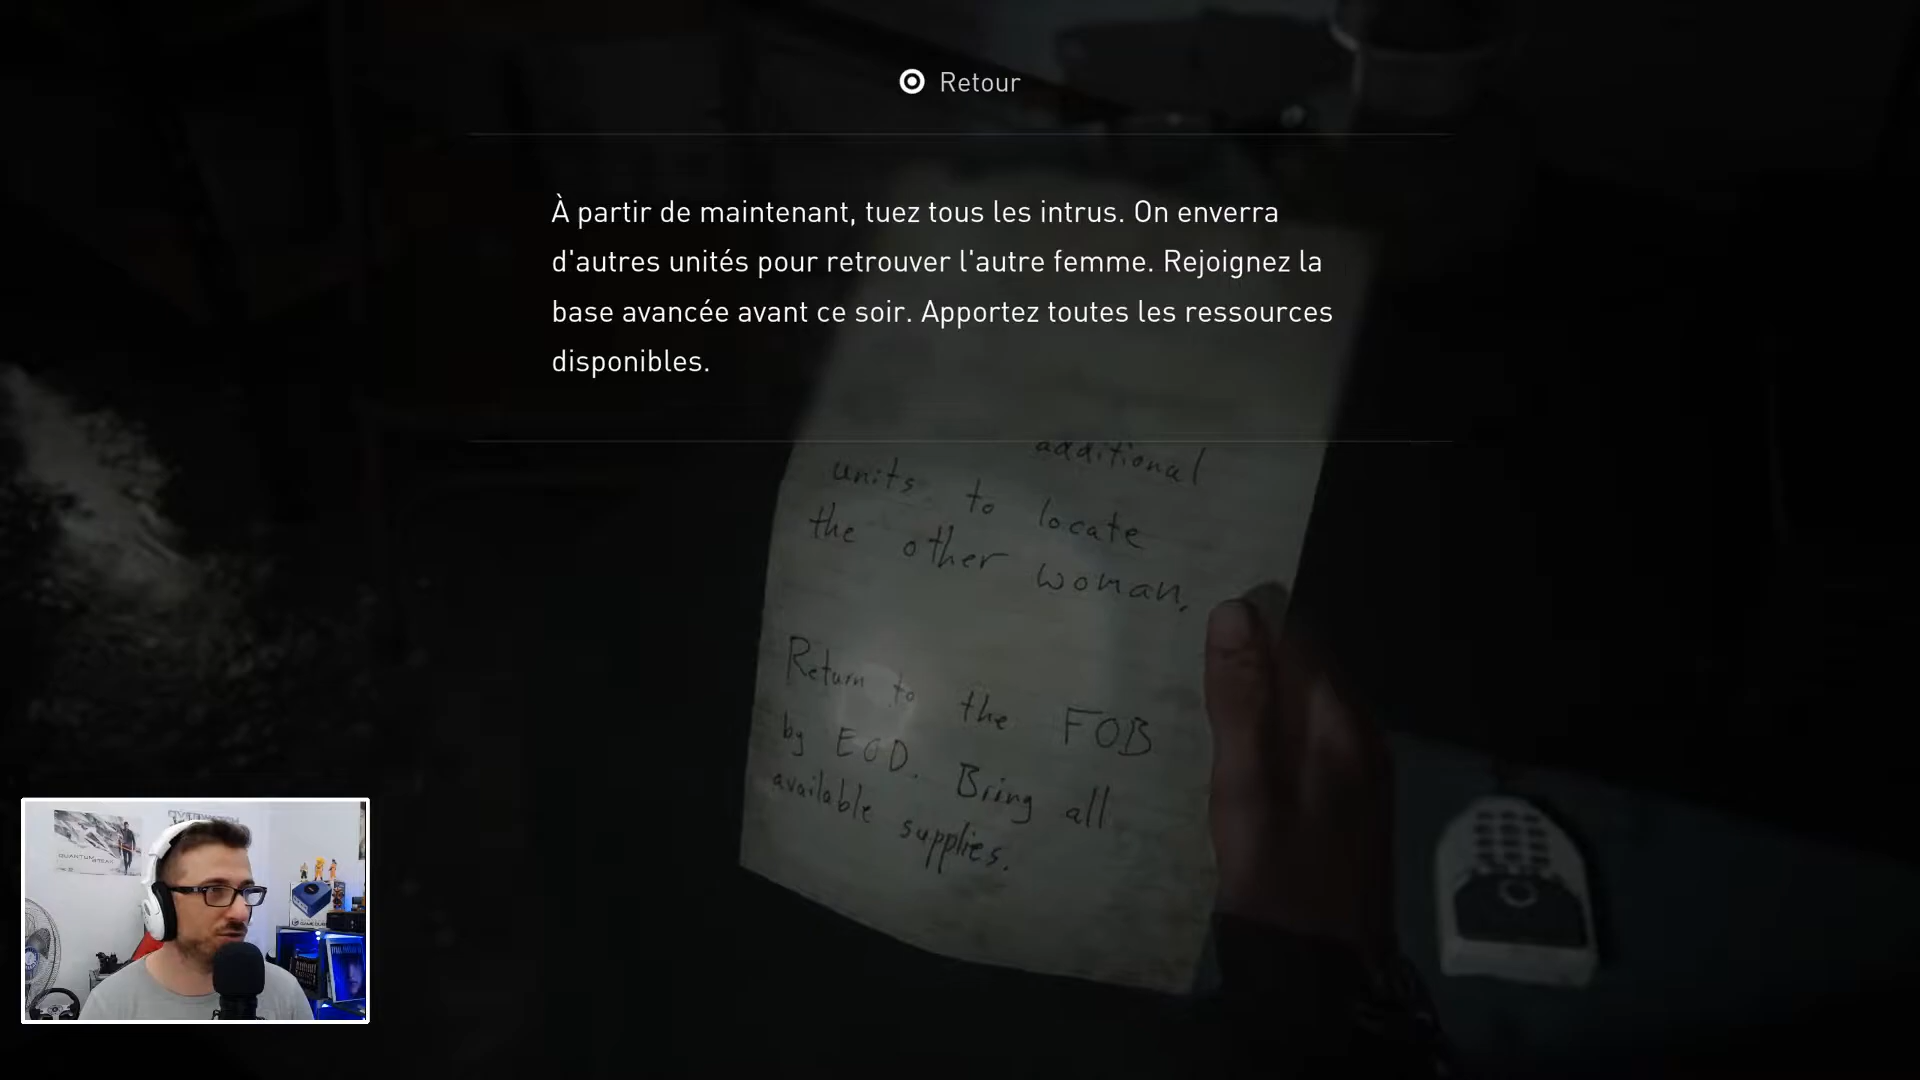 Retour
À partir de maintenant, tuez tous les intrus. On enverra
d'autres unités pour retrouver l'autre femme. Rejoignez la
base avancée avant ce soir. Apportez toutes les ressources
disponibles.
additional
units to locate
the other woman.
Return to the FOB
by EOD. Bring all
available supplies.
QUANTUM
BREAK